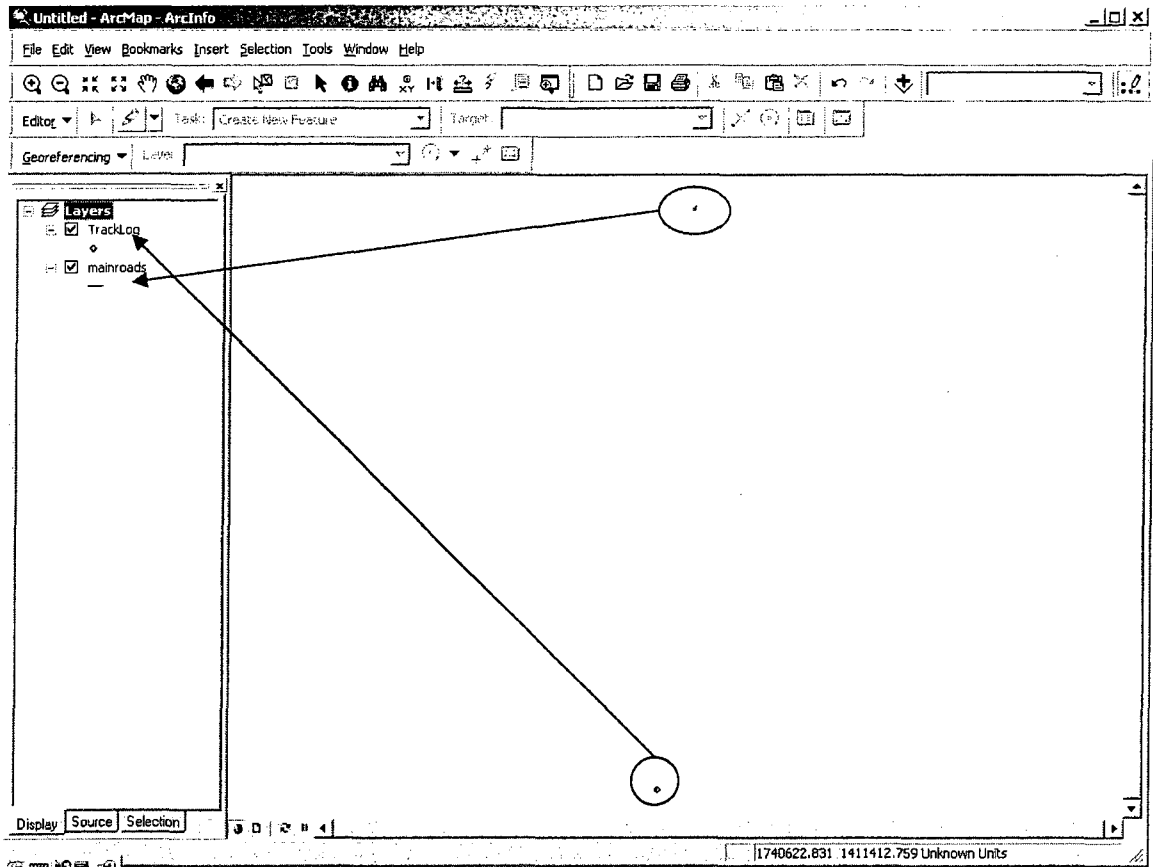 Untitled - ArcMap - ArcInfo
File Edit View Bookmarks Insert Selection Tools Window Help
Editor Task: Create New Feature Target:
Georeferencing Layer
Layers
TrackLog
mainroads
Display Source Selection
1740622.831 1411412.759 Unknown Units